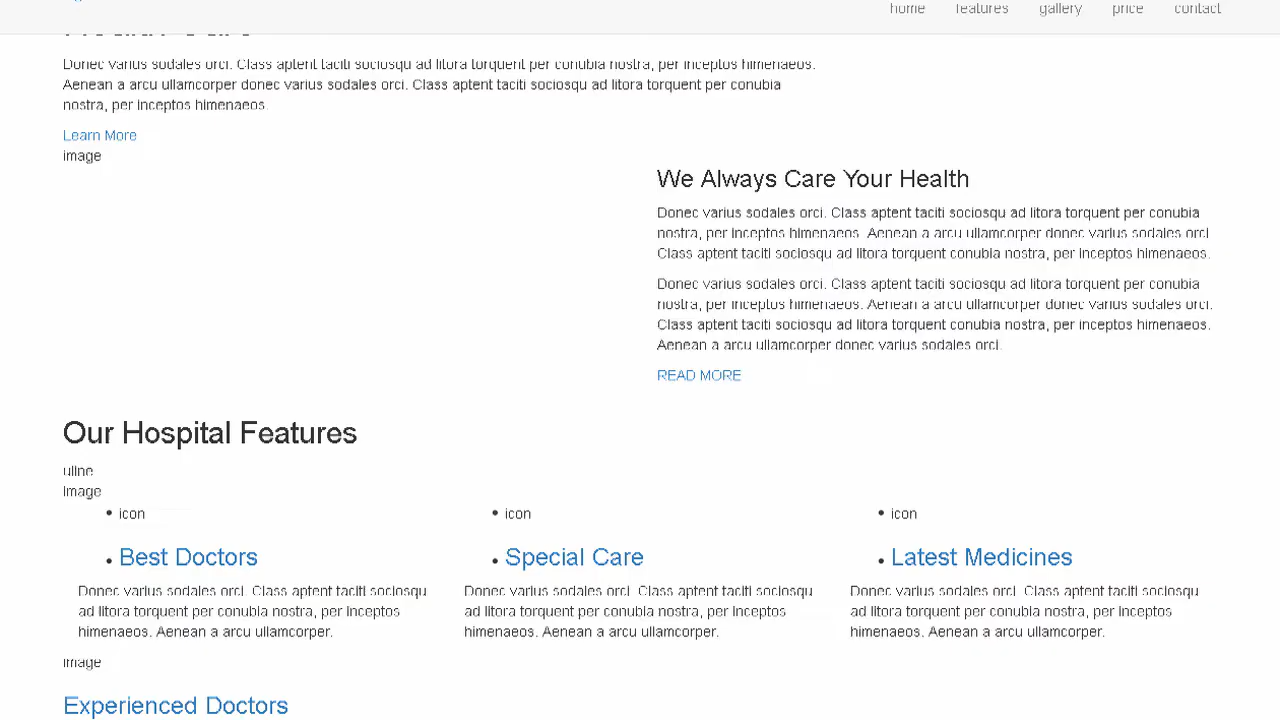 home features gallery price contact
Donec varius sodales orci. Class aptent taciti sociosqu ad litora torquent per conubia nostra, per inceptos himenaeos.
Aenean a arcu ullamcorper donec varius sodales orci. Class aptent taciti sociosqu ad litora torquent per conubia
nostra, per inceptos himenaeos.
Learn More
image
We Always Care Your Health
Donec varius sodales orci. Class aptent taciti sociosqu ad litora torquent per conubia
nostra, per inceptos himenaeos. Aenean a arcu ullamcorper donec varius sodales orci.
Class aptent taciti sociosqu ad litora torquent conubia nostra, per inceptos himenaeos.
Donec varius sodales orci. Class aptent taciti sociosqu ad litora torquent per conubia
nostra, per inceptos himenaeos. Aenean a arcu ullamcorper donec varius sodales orci.
Class aptent taciti sociosqu ad litora torquent conubia nostra, per inceptos himenaeos.
Aenean a arcu ullamcorper donec varius sodales orci.
READ MORE
Our Hospital Features
uline
image
• icon
• Best Doctors
Donec varius sodales orci. Class aptent taciti sociosqu
ad litora torquent per conubia nostra, per inceptos
himenaeos. Aenean a arcu ullamcorper.
• icon
• Special Care
Donec varius sodales orci. Class aptent taciti sociosqu
ad litora torquent per conubia nostra, per inceptos
himenaeos. Aenean a arcu ullamcorper.
• icon
• Latest Medicines
Donec varius sodales orci. Class aptent taciti sociosqu
ad litora torquent per conubia nostra, per inceptos
himenaeos. Aenean a arcu ullamcorper.
image
Experienced Doctors